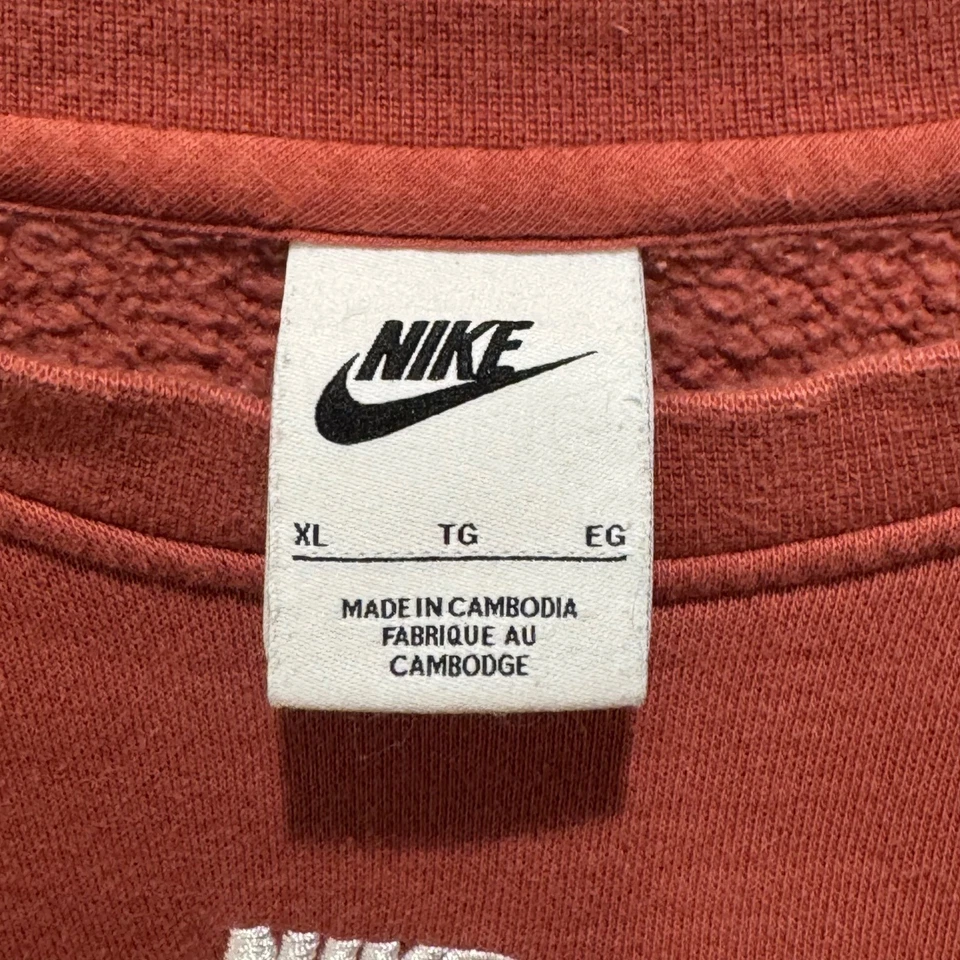 NIKE
XL TG EG
MADE IN CAMBODIA
FABRIQUE AU
CAMBODGE